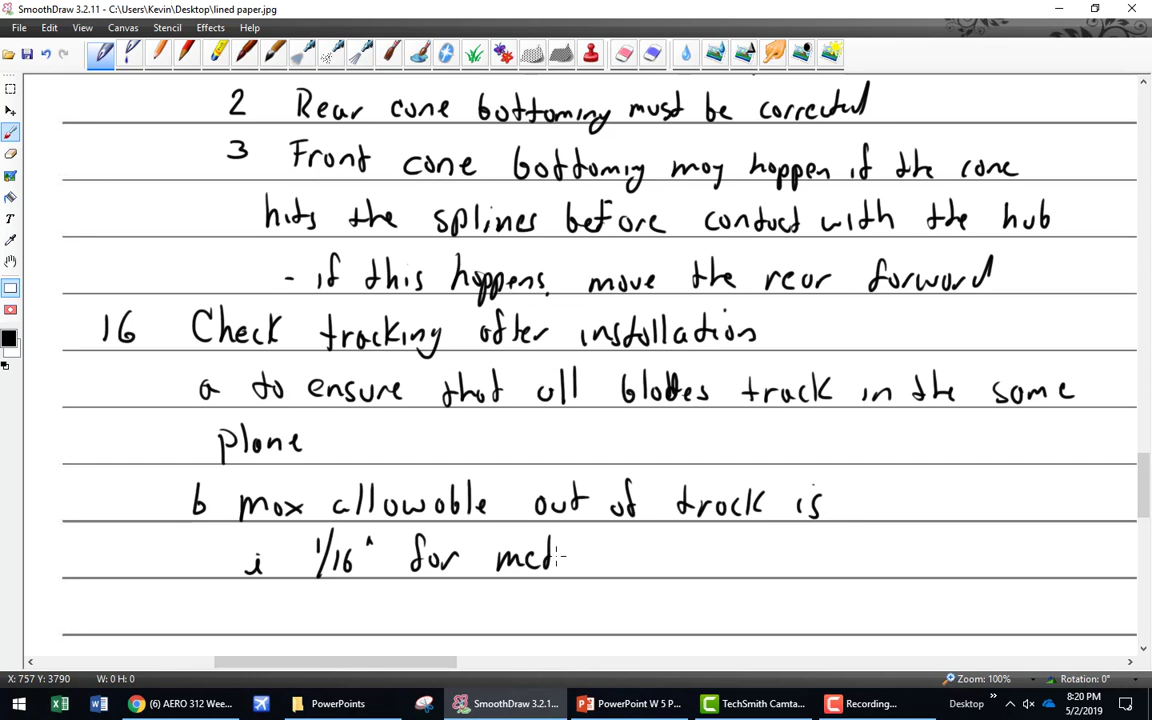 SmoothDraw 3.2.11 - C:\Users\Kevin\Desktop\lined paper.jpg
File Edit View Canvas Stencil Effects Help
2 Rear cone bottoming must be corrected
3 Front cone bottomig may happen if the cone
hits the splines before contact with the hub
- if this happens, move the rear forward
16 Check tracking after installation
a to ensure that all blades track in the same
plane
b max allowable out of track is
i 1/16" for met
X: 757 Y: 3790 W: 0 H: 0 Zoom: 100% Rotation: 0°
AERO 312 Wee... PowerPoints SmoothDraw 3.2.1... PowerPoint W 5 P... TechSmith Camta... Recording... Desktop » 8:20 PM
5/2/2019